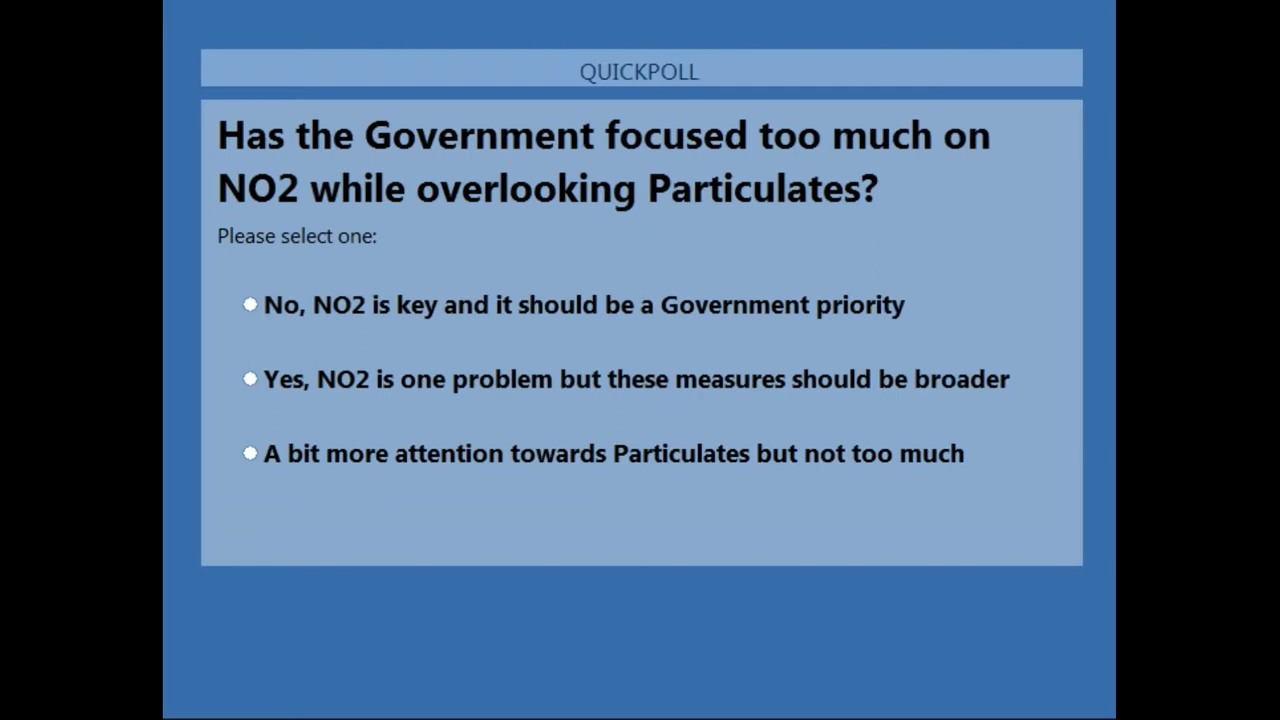 QUICKPOLL
Has the Government focused too much on
NO2 while overlooking Particulates?
Please select one:
No, NO2 is key and it should be a Government priority
Yes, NO2 is one problem but these measures should be broader
A bit more attention towards Particulates but not too much